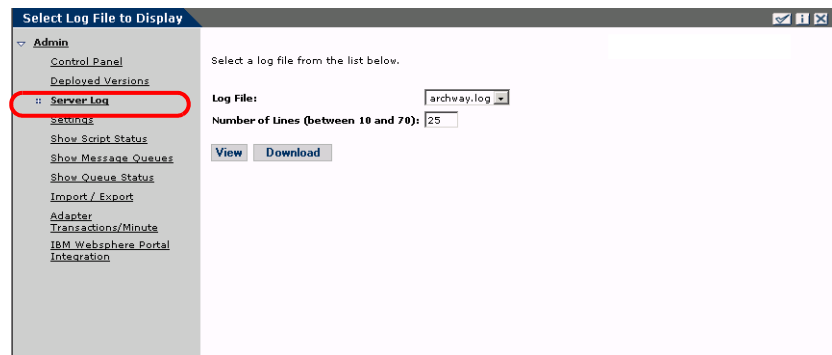 Select Log File to Display
Admin
Control Panel
Deployed Versions
Server Log
Settings
Show Script Status
Show Message Queues
Show Queue Status
Import / Export
Adapter
Transactions/Minute
IBM Websphere Portal
Integration
Select a log file from the list below.
Log File: archway.log
Number of Lines (between 10 and 70): 25
View Download